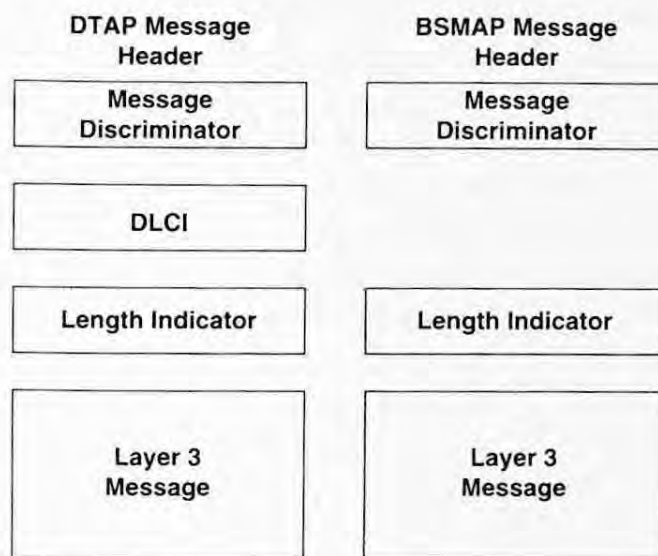 DTAP Message
Header
Message
Discriminator
DLCI
Length Indicator
Layer 3
Message
BSMAP Message
Header
Message
Discriminator
Length Indicator
Layer 3
Message